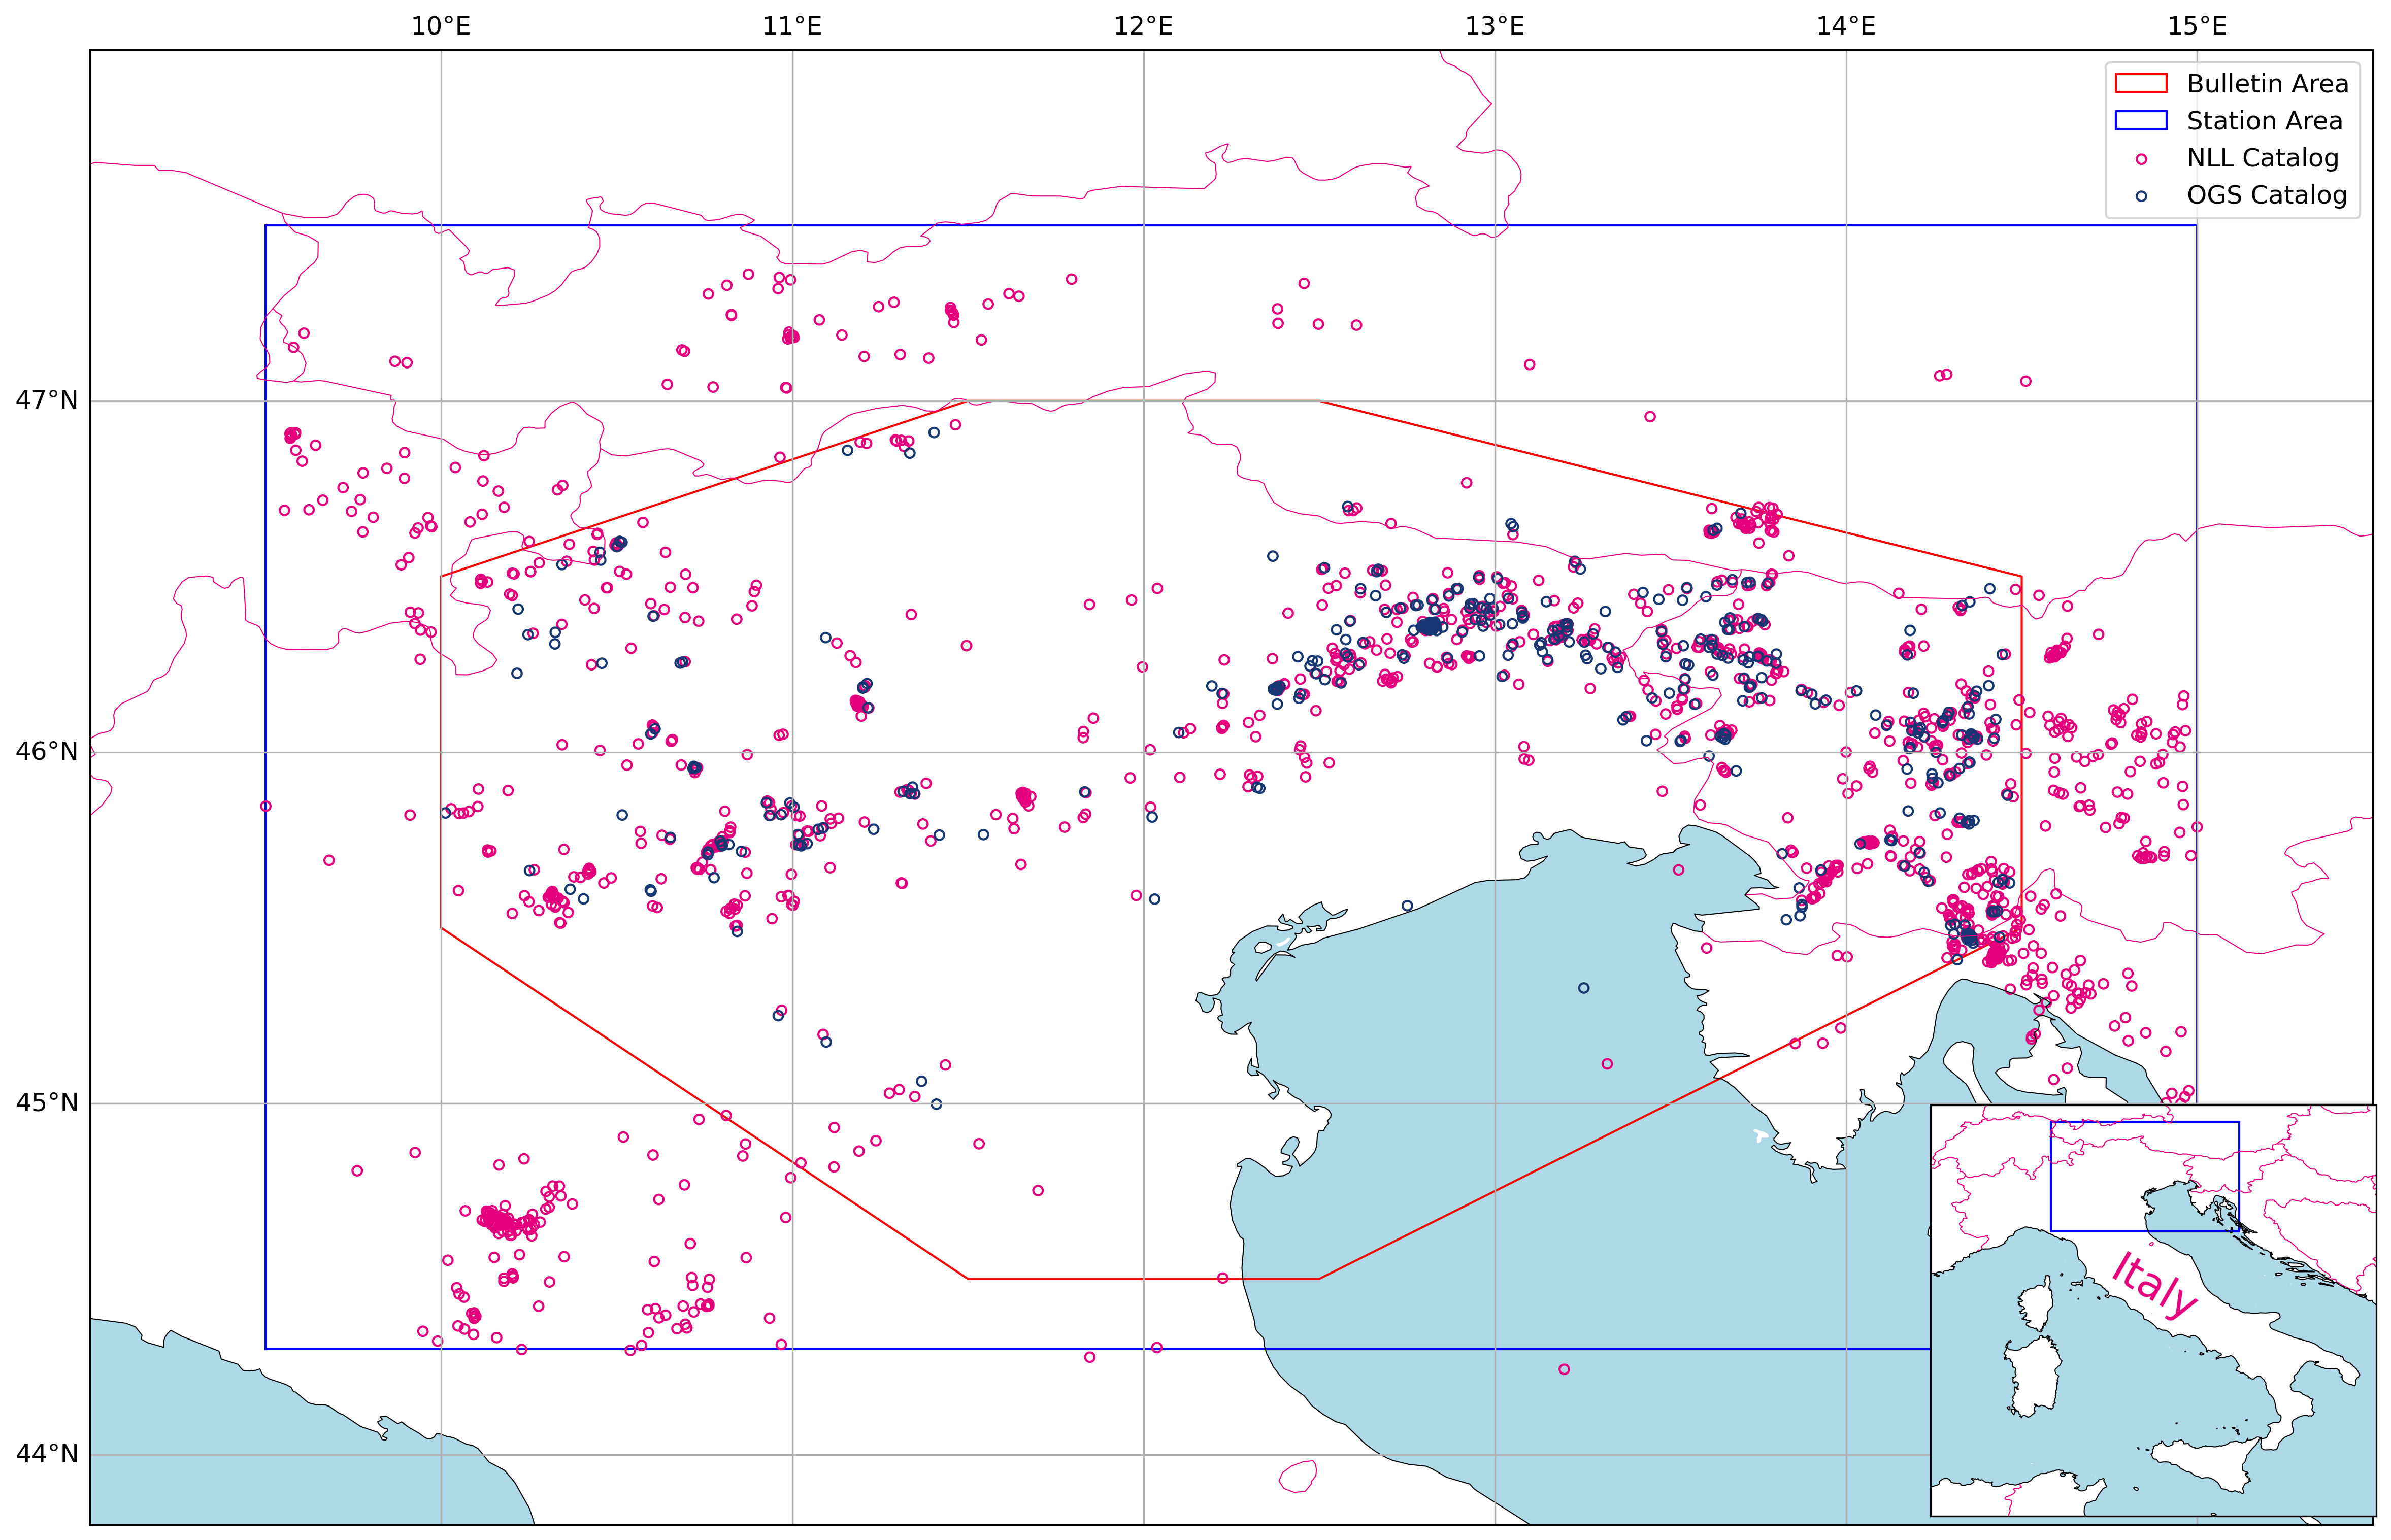 10°E 11°E 12°E 13°E 14°E 15°E
Bulletin Area
Station Area
NLL Catalog
OGS Catalog
47°N
46°N
45°N
44°N
Italy